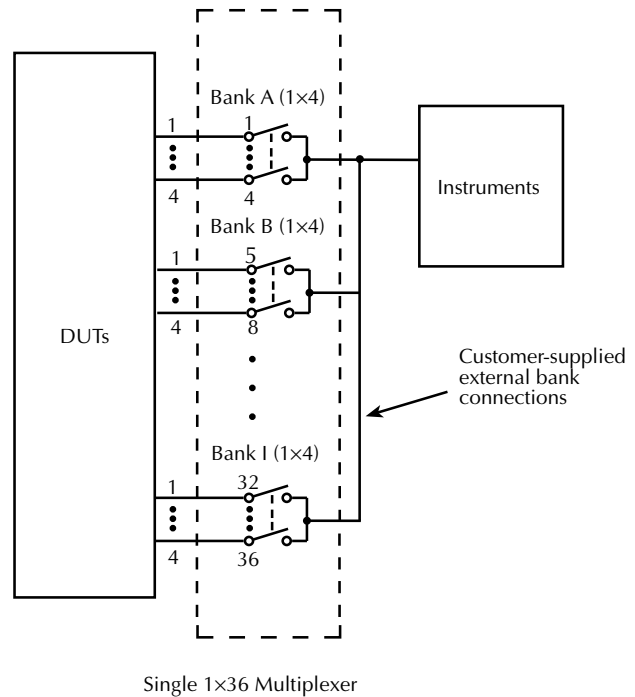 Bank A (1×4)
1
1
4
4
Instruments
Bank B (1×4)
1
5
4
8
DUTs
Customer-supplied
external bank
connections
Bank I (1×4)
1
32
4
36
Single 1×36 Multiplexer